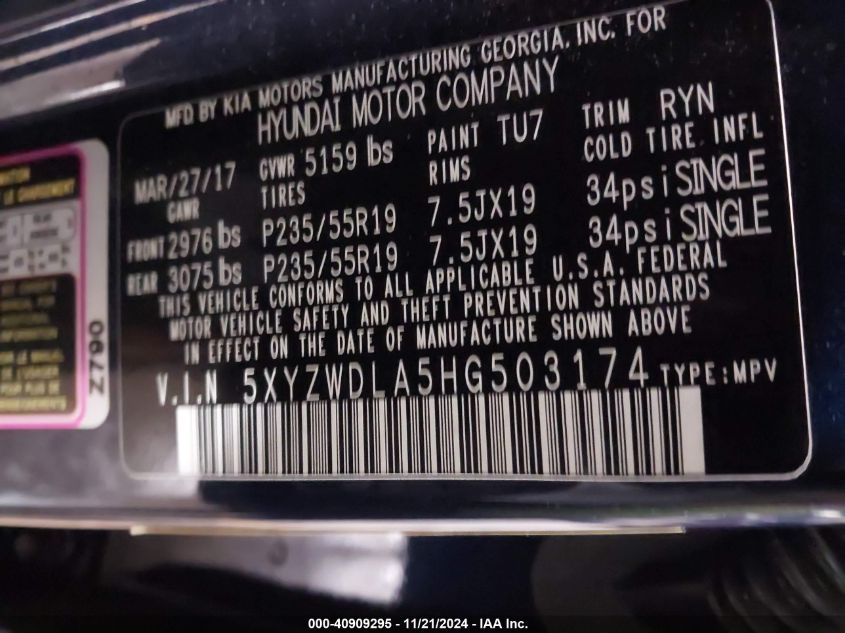 MFD BY KIA MOTORS MANUFACTURING GEORGIA, INC. FOR
HYUNDAI MOTOR COMPANY
MAR/27/17 GVWR 5159 lbs PAINT TU7 TRIM RYN
GAWR TIRES RIMS COLD TIRE INFL
FRONT 2976 lbs P235/55R19 7.5JX19 34psi SINGLE
REAR 3075 lbs P235/55R19 7.5JX19 34psi SINGLE
THIS VEHICLE CONFORMS TO ALL APPLICABLE U.S.A. FEDERAL
MOTOR VEHICLE SAFETY AND THEFT PREVENTION STANDARDS
IN EFFECT ON THE DATE OF MANUFACTURE SHOWN ABOVE
V.I.N 5XYZWDLA5HG503174 TYPE:MPV
LE CHARGEMENT
REAR
Z790
000-40909295 - 11/21/2024 - IAA Inc.